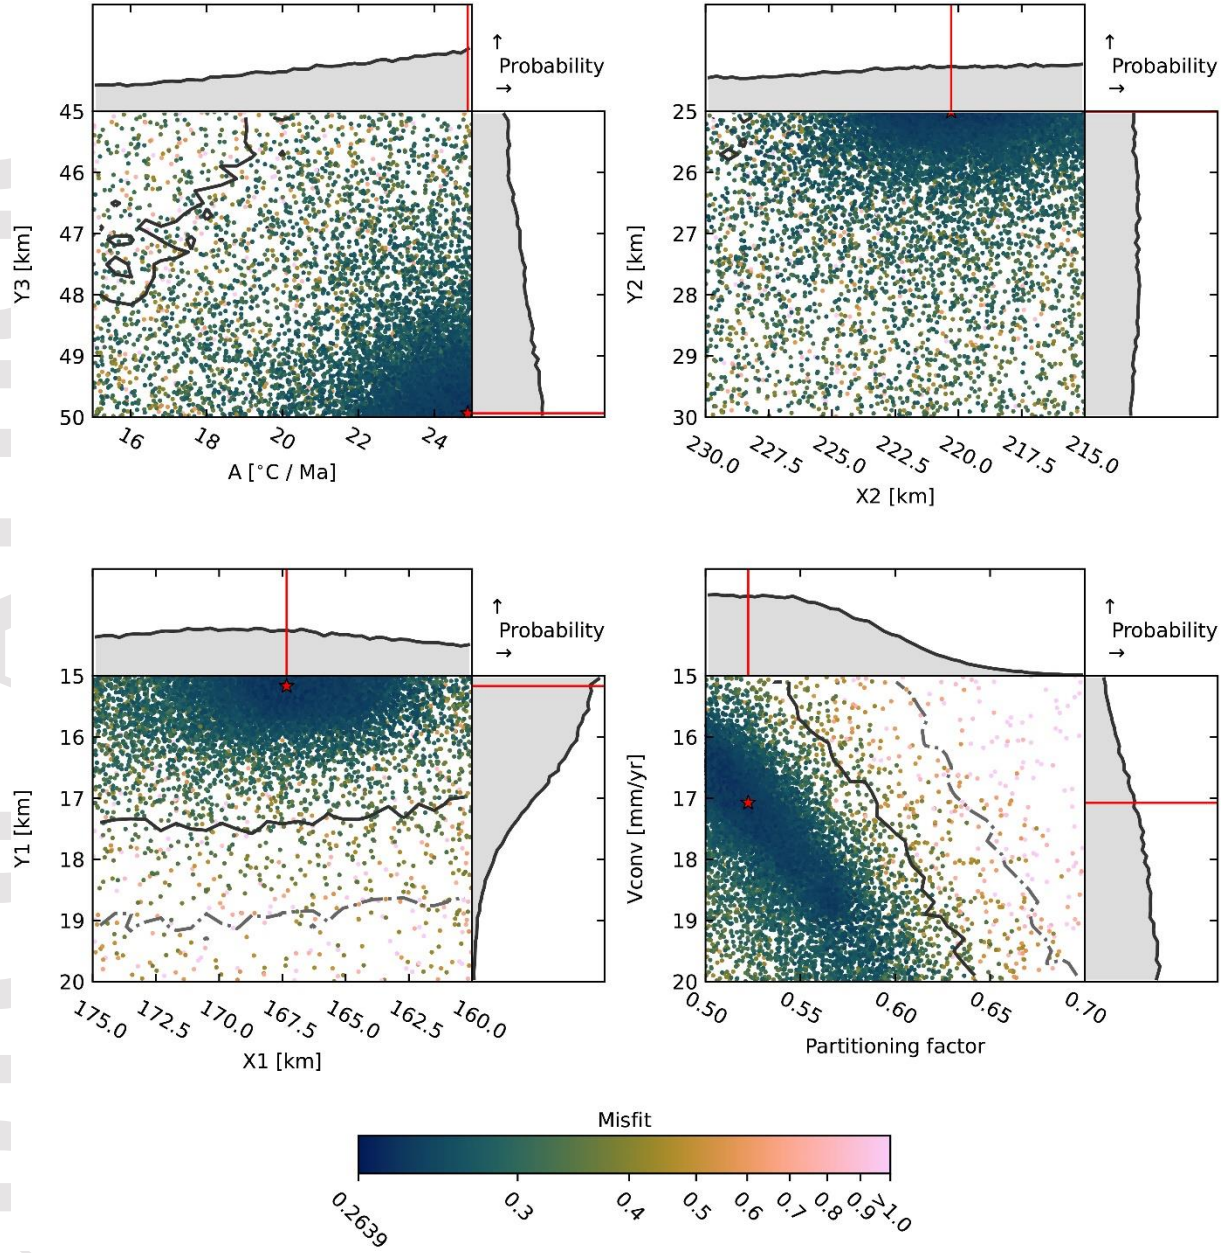 ↑
Probability
→
↑
Probability
→
45
46
47
48
49
50
Y3 [km]
16 18 20 22 24
A [°C / Ma]
25
26
27
28
29
30
Y2 [km]
230.0 227.5 225.0 222.5 220.0 217.5 215.0
X2 [km]
↑
Probability
→
↑
Probability
→
15
16
17
18
19
20
Y1 [km]
175.0 172.5 170.0 167.5 165.0 162.5 160.0
X1 [km]
15
16
17
18
19
20
Vconv [mm/yr]
0.50 0.55 0.60 0.65 0.70
Partitioning factor
Misfit
0.2639 0.3 0.4 0.5 0.6 0.7 0.8 0.9 >1.0